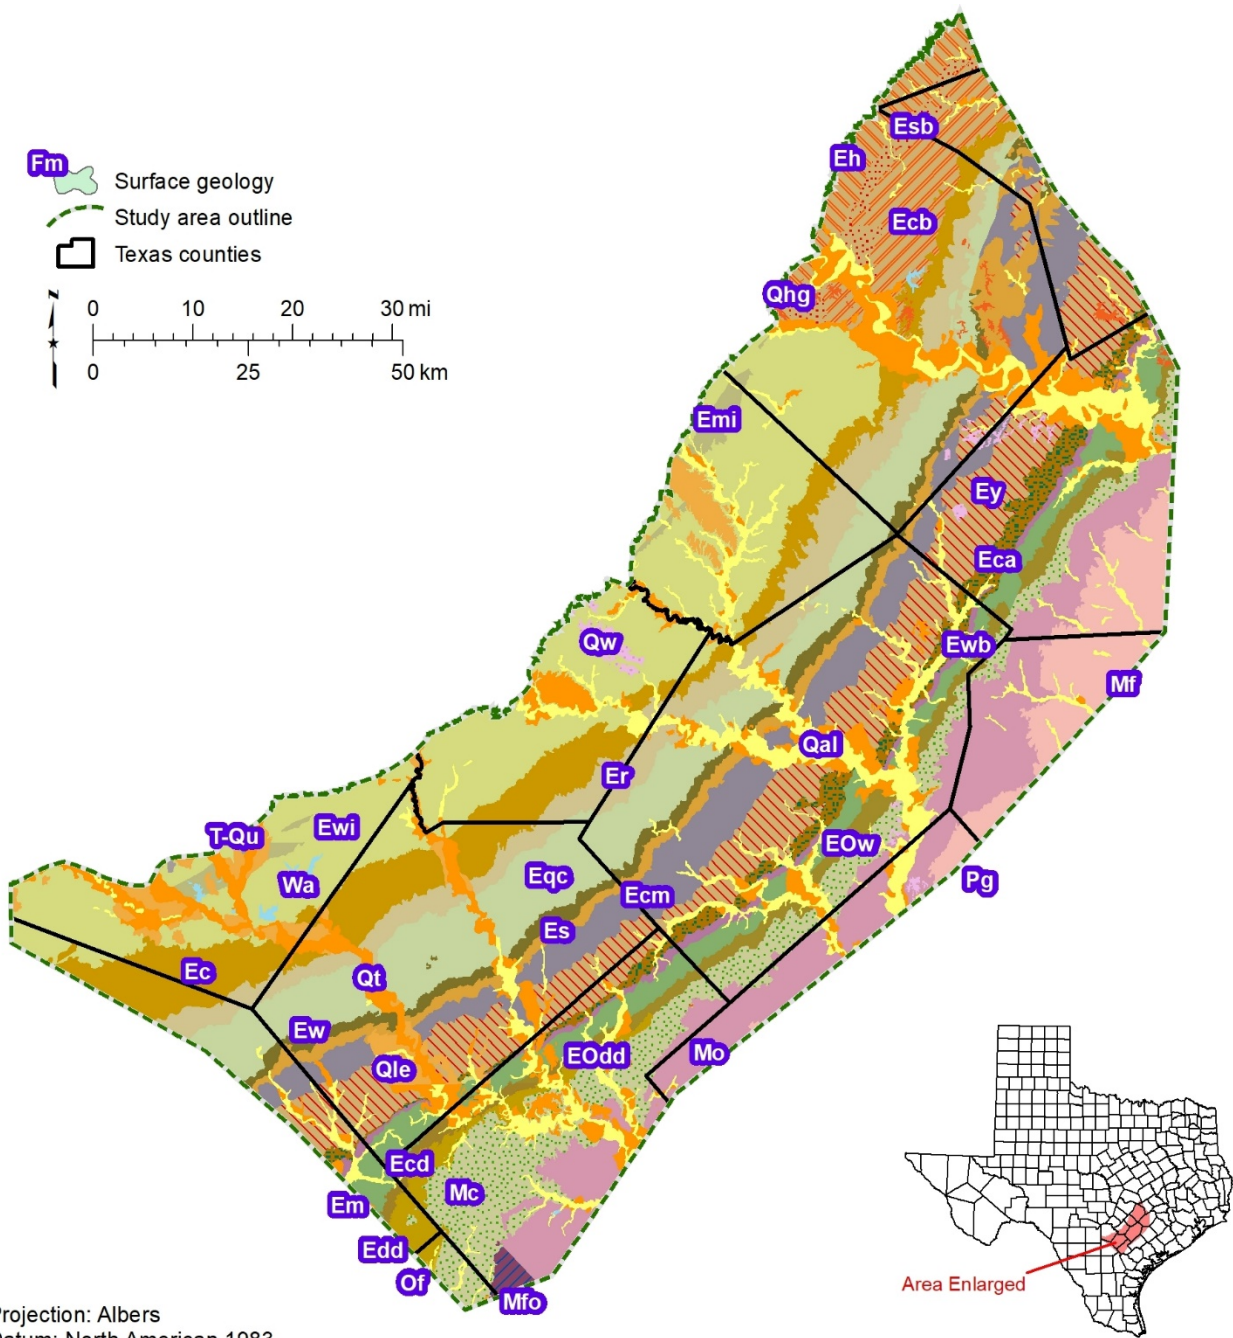 Esb
Eh
Fm
Surface geology
Study area outline
Ecb
Texas counties
Qhg
N
0 10 20 30 mi
0 25 50 km
Emi
Ey
Eca
Qw
Ewb
Mf
Qal
Er
Ewi
T-Qu
EOw
Wa
Eqc
Pg
Ecm
Es
Ec
Qt
Ew
EOdd
Mo
Qle
Ecd
Mc
Em
Edd
Of
Mfo
Area Enlarged
Projection: Albers